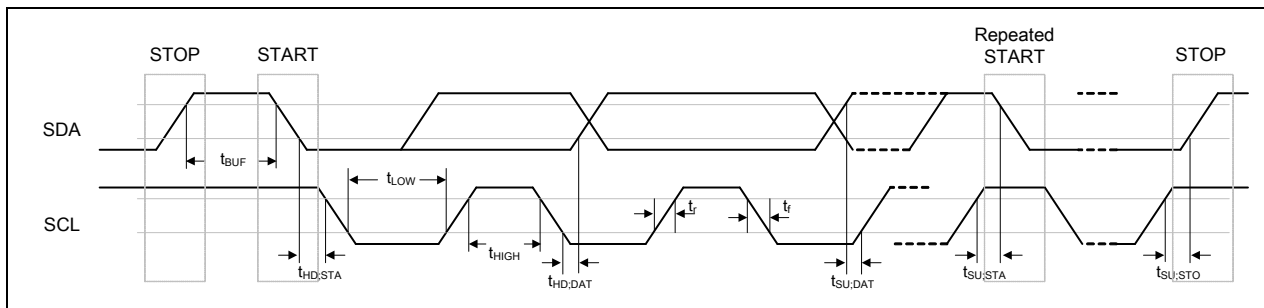 STOP
START
Repeated
START
STOP
SDA
tBUF
tLOW
SCL
tr
tf
tHIGH
tHD;STA
tHD;DAT
tSU;DAT
tSU;STA
tSU;STO